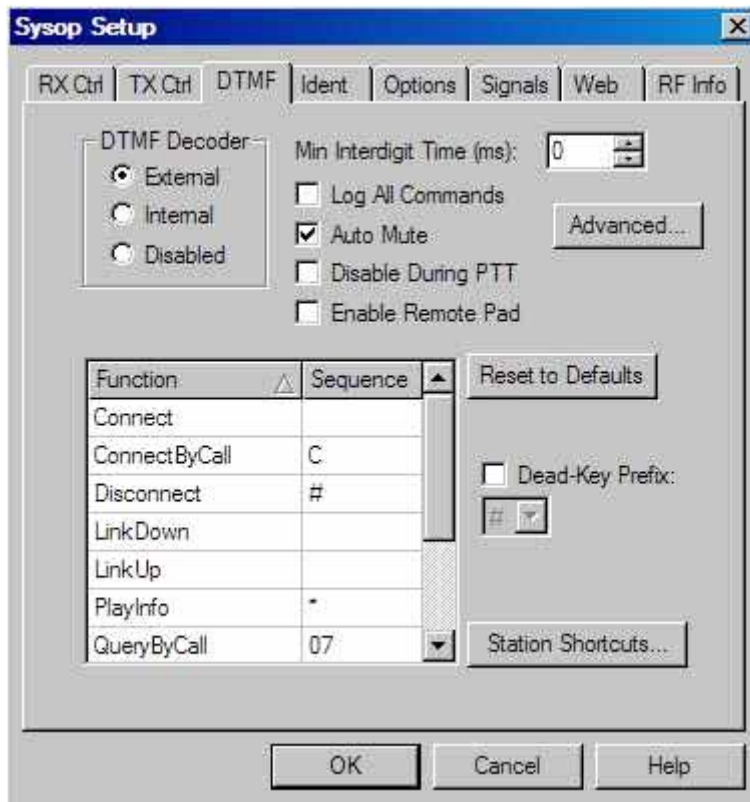 Sysop Setup
RX Ctrl TX Ctrl DTMF Ident Options Signals Web RF Info
DTMF Decoder
External
Internal
Disabled
Min Interdigit Time (ms): 0
Log All Commands
Auto Mute
Disable During PTT
Enable Remote Pad
Advanced...
Function Sequence
Connect
ConnectByCall C
Disconnect #
LinkDown
LinkUp
PlayInfo *
QueryByCall 07
Reset to Defaults
Dead-Key Prefix:
#
Station Shortcuts...
OK Cancel Help